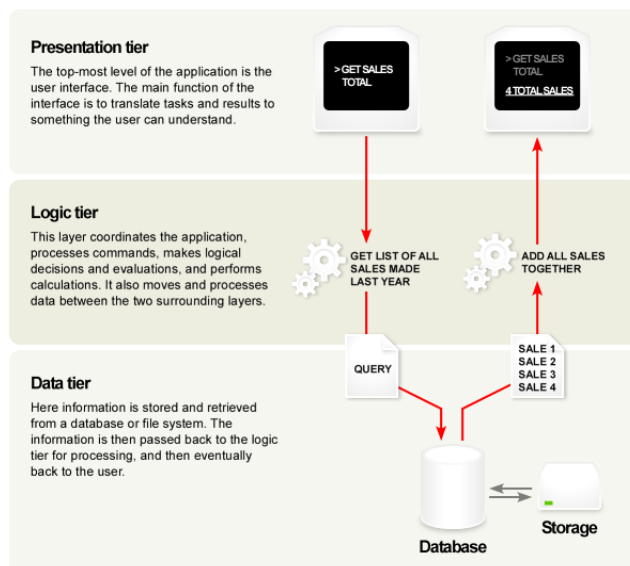 Presentation tier
The top-most level of the application is the
user interface. The main function of the
interface is to translate tasks and results to
something the user can understand.
>GET SALES
TOTAL
>GET SALES
TOTAL
4 TOTAL SALES
Logic tier
This layer coordinates the application,
processes commands, makes logical
decisions and evaluations, and performs
calculations. It also moves and processes
data between the two surrounding layers.
GET LIST OF ALL
SALES MADE
LAST YEAR
ADD ALL SALES
TOGETHER
Data tier
Here information is stored and retrieved
from a database or file system. The
information is then passed back to the logic
tier for processing, and then eventually
back to the user.
QUERY
SALE 1
SALE 2
SALE 3
SALE 4
Database
Storage